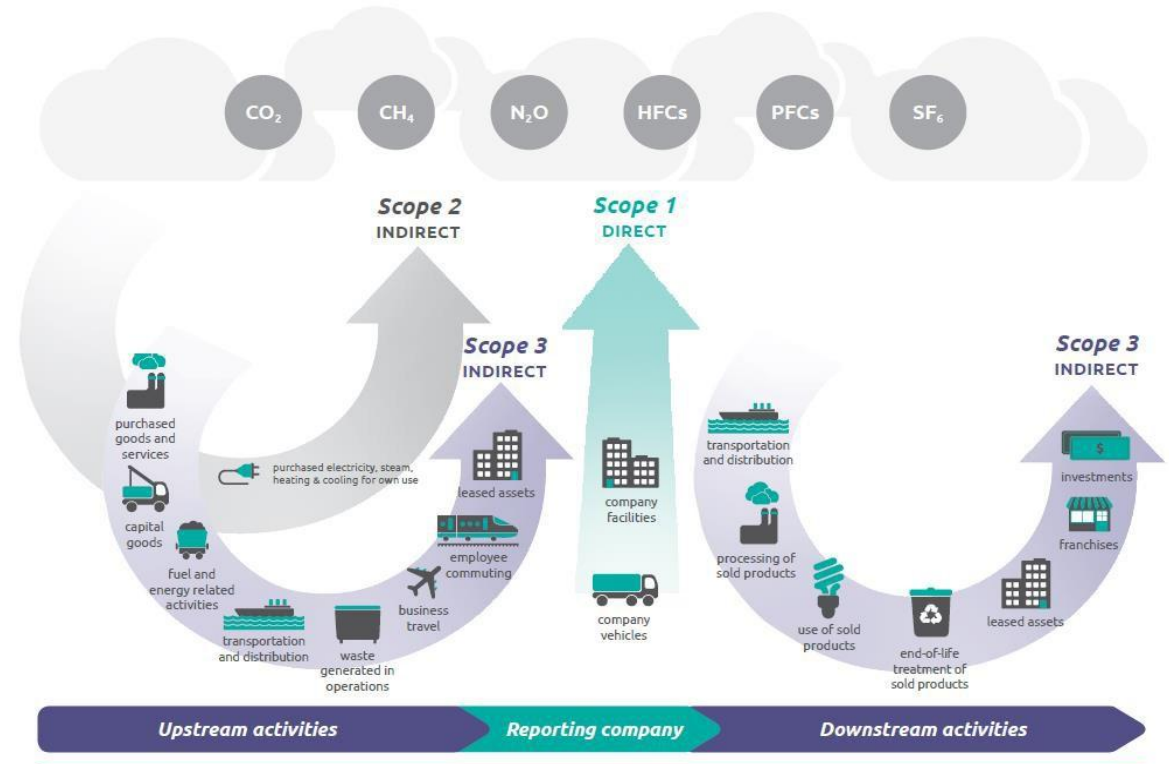 CO₂
CH₄
N₂O
HFCs
PFCs
SF₆
Scope 2
INDIRECT
Scope 1
DIRECT
Scope 3
INDIRECT
Scope 3
INDIRECT
purchased
goods and
services
capital
goods
fuel and
energy related
activities
purchased electricity, steam,
heating & cooling for own use
transportation
and distribution
waste
generated in
operations
business
travel
employee
commuting
leased assets
company
facilities
company
vehicles
transportation
and distribution
processing of
sold products
use of sold
products
end-of-life
treatment of
sold products
leased assets
franchises
$
investments
Upstream activities
Reporting company
Downstream activities